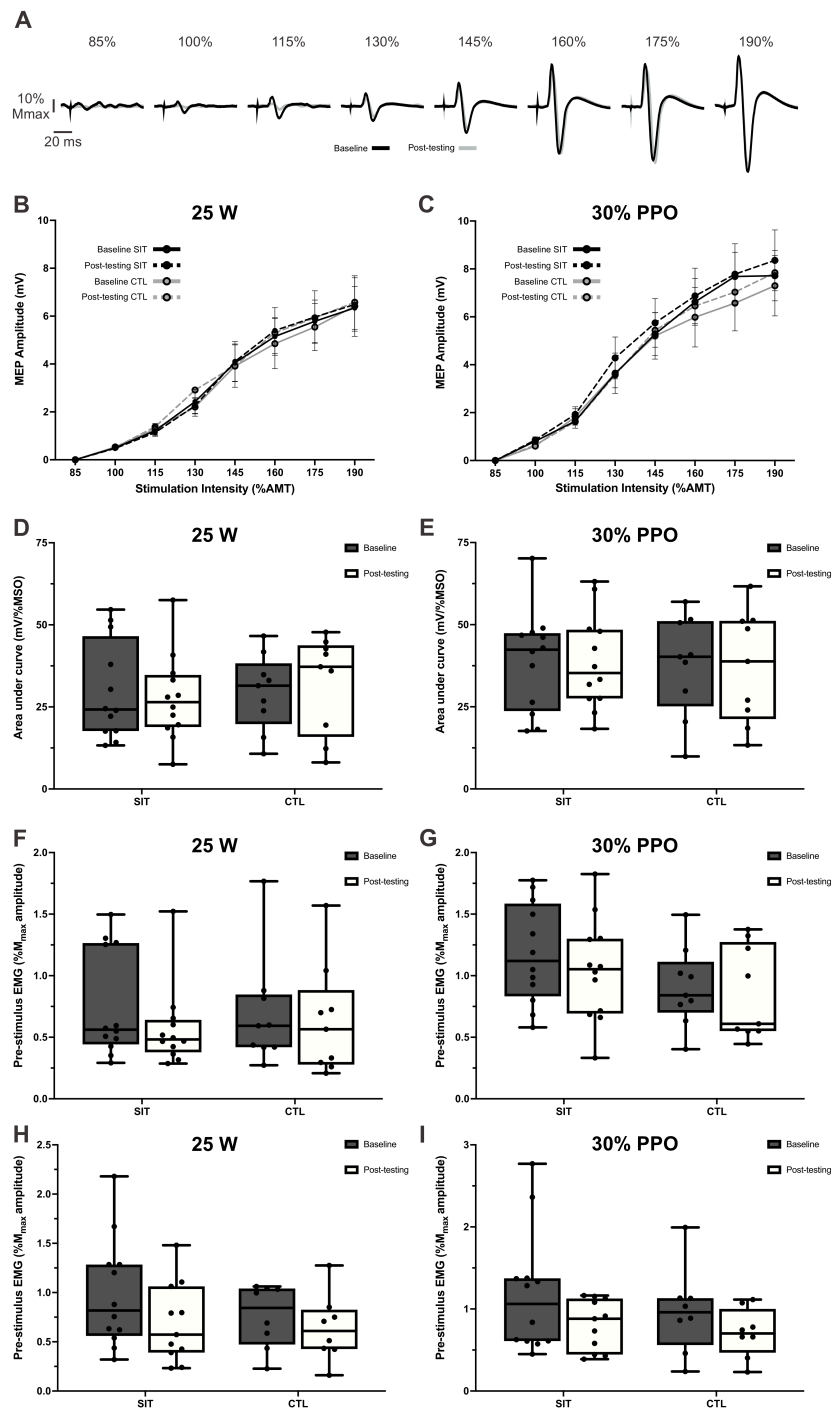 A
85% 100% 115% 130% 145% 160% 175% 190%
10%
Mmax
20 ms
Baseline Post-testing
B 25 W
MEP Amplitude (mV)
10
8
6
4
2
0
Baseline SIT
Post-testing SIT
Baseline CTL
Post-testing CTL
85 100 115 130 145 160 175 190
Stimulation Intensity (%AMT)
C 30% PPO
MEP Amplitude (mV)
10
8
6
4
2
0
Baseline SIT
Post-testing SIT
Baseline CTL
Post-testing CTL
85 100 115 130 145 160 175 190
Stimulation Intensity (%AMT)
D 25 W
Area under curve (mV/%MSO)
75
50
25
0
Baseline
Post-testing
SIT CTL
E 30% PPO
Area under curve (mV/%MSO)
75
50
25
0
Baseline
Post-testing
SIT CTL
F 25 W
Pre-stimulus EMG (%Mmax amplitude)
2.0
1.5
1.0
0.5
0.0
Baseline
Post-testing
SIT CTL
G 30% PPO
Pre-stimulus EMG (%Mmax amplitude)
2.0
1.5
1.0
0.5
0.0
Baseline
Post-testing
SIT CTL
H 25 W
Pre-stimulus EMG (%Mmax amplitude)
2.5
2.0
1.5
1.0
0.5
0.0
Baseline
Post-testing
SIT CTL
I 30% PPO
Pre-stimulus EMG (%Mmax amplitude)
3
2
1
0
Baseline
Post-testing
SIT CTL